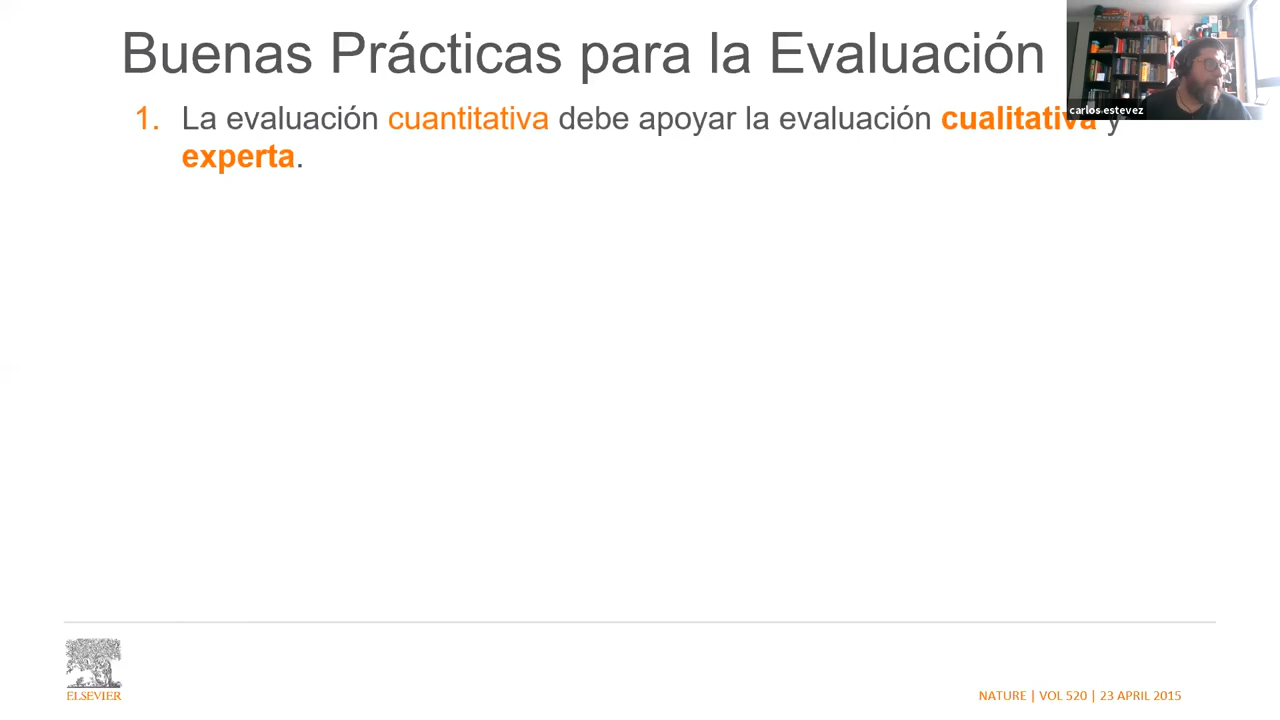 Buenas Prácticas para la Evaluación
carlos estevez
1. La evaluación cuantitativa debe apoyar la evaluación cualitativa y
experta.
ELSEVIER
NATURE | VOL 520 | 23 APRIL 2015